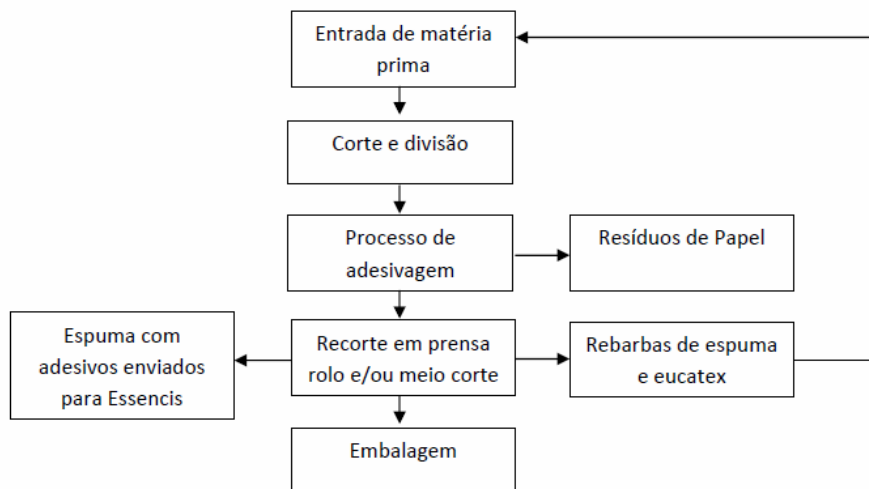 Entrada de matéria
prima
Corte e divisão
Processo de
adesivagem
Resíduos de Papel
Espuma com
adesivos enviados
para Essencis
Recorte em prensa
rolo e/ou meio corte
Rebarbas de espuma
e eucatex
Embalagem